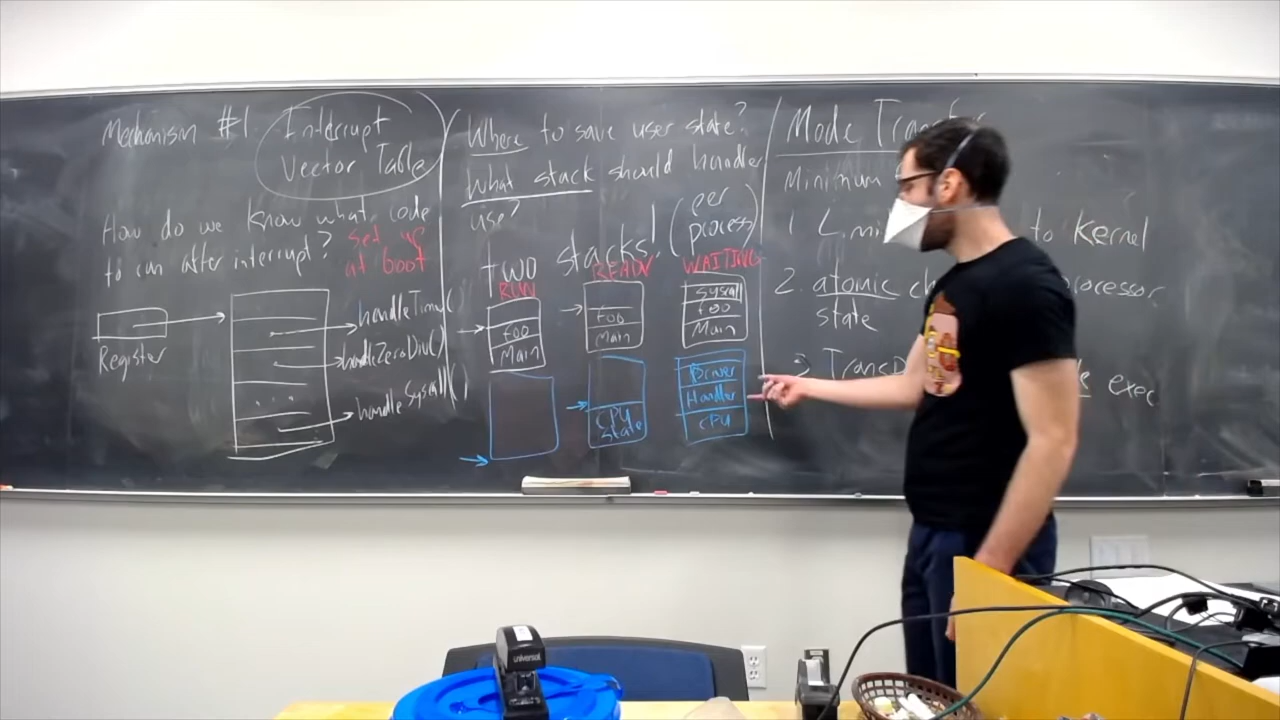 Mechanism #1.
Interrupt
Vector Table
How do we know what code
to run after interrupt?
set up
at boot
Register
handleTimer()
handleZeroDiv()
handleSyscall()
Where to save user state?
What stack should handler
use?
Two stacks! (per
process)
RUN
foo
Main
READY
foo
Main
CPU
State
WAITING
syscall
foo
Main
Driver
Handler
CPU
Mode
Minimum
1 to Kernel
2. atomic processor
state
exec
universal